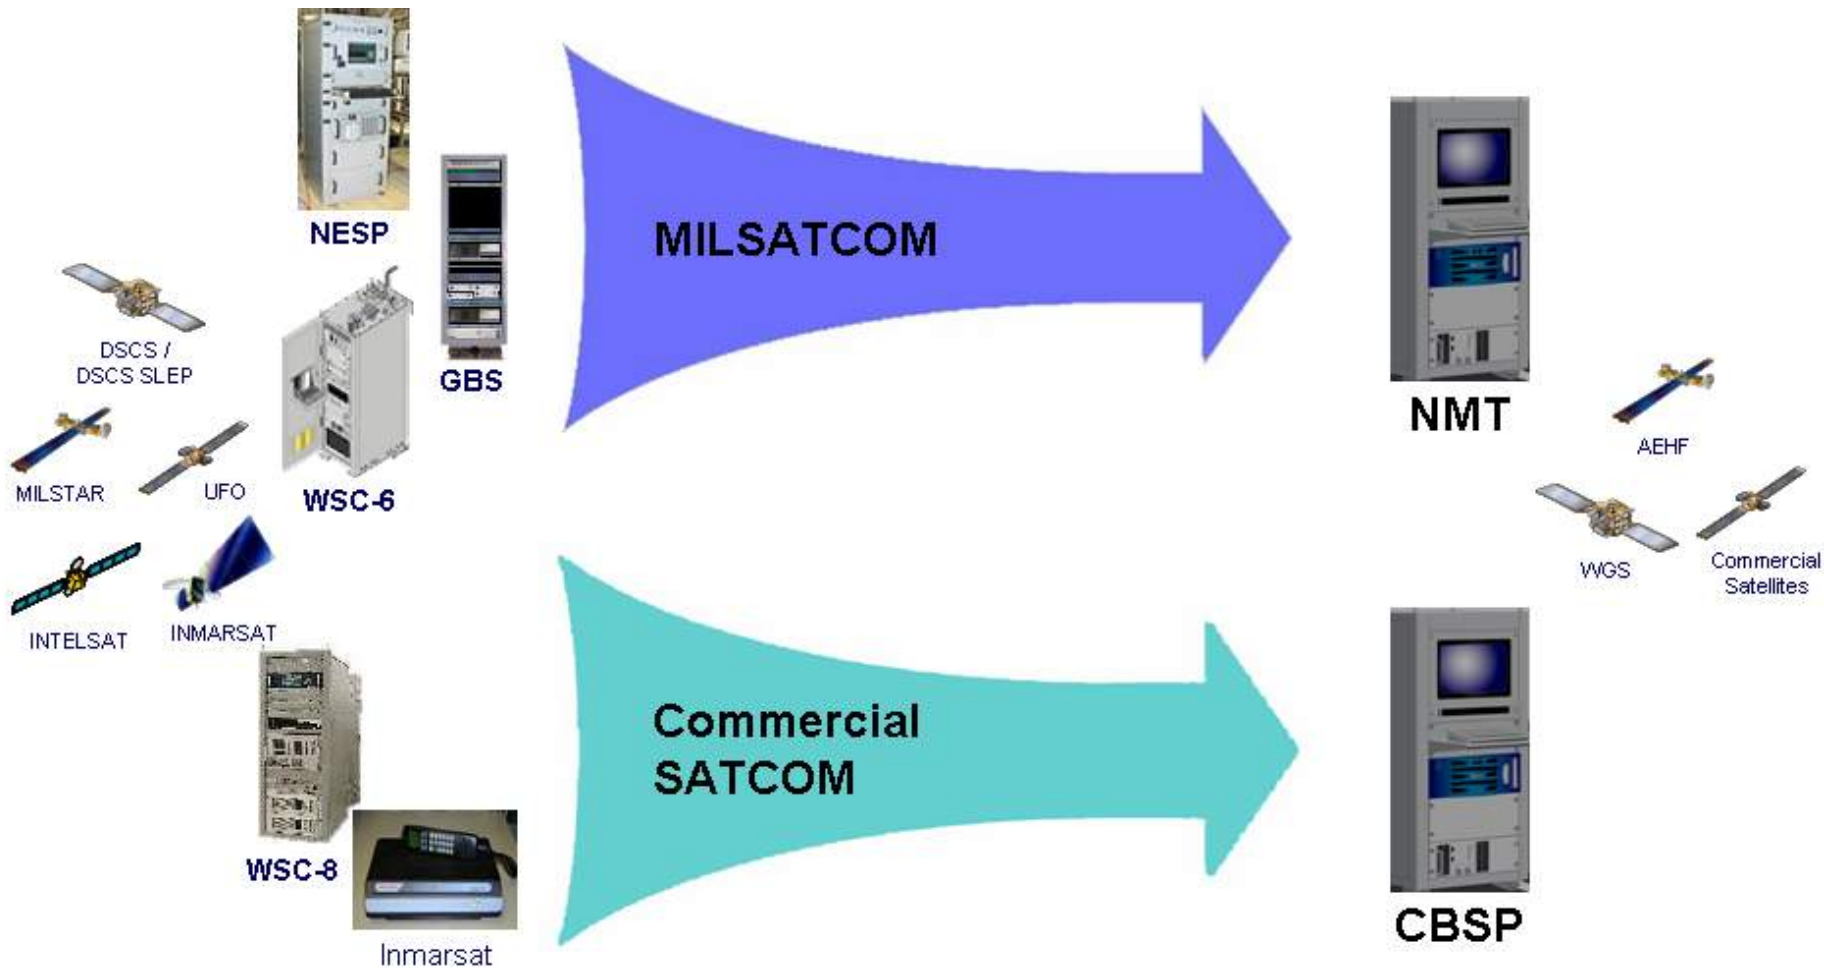 NESP
GBS
DSCS /
DSCS SLEP
MILSTAR
UFO
WSC-6
INTELSAT
INMARSAT
WSC-8
Inmarsat
MILSATCOM
Commercial
SATCOM
NMT
AEHF
WGS
Commercial
Satellites
CBSP